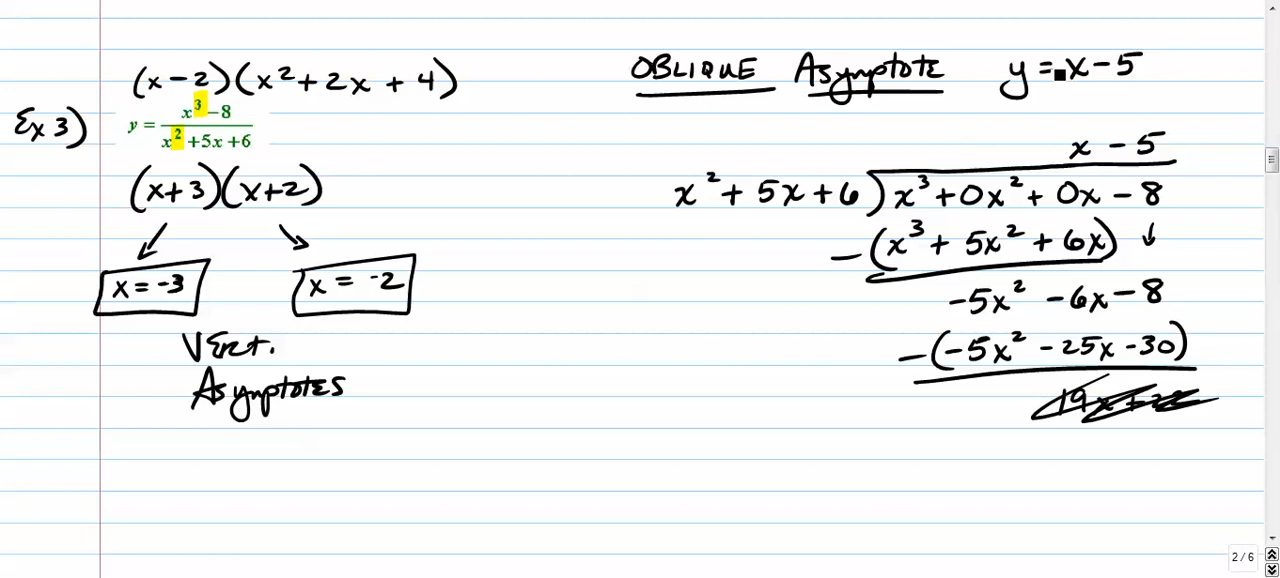 (x-2)(x²+2x+4)
Ex 3) y = x³-8 / x²+5x+6
(x+3)(x+2)
x = -3 x = -2
Vert.
Asymptotes
OBLIQUE Asymptote y = x-5
x - 5
x² + 5x + 6 ) x³ + 0x² + 0x - 8
-(x³ + 5x² + 6x) ↓
-5x² - 6x - 8
-(-5x² - 25x - 30)
19x + 22
2 / 6